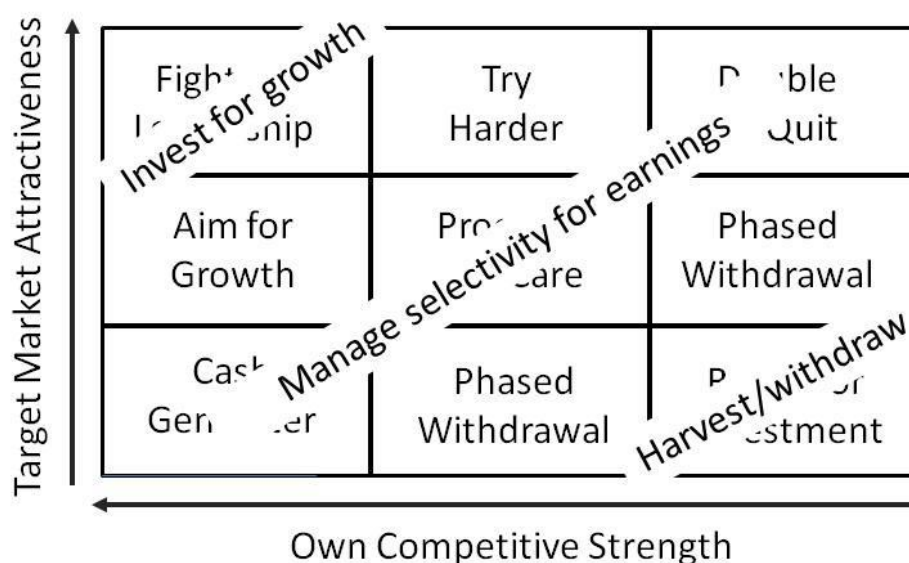 Target Market Attractiveness
Try
Harder
Quit
Invest for growth
Aim for
Growth
Manage selectivity for earnings
Phased
Withdrawal
Phased
Withdrawal
Harvest/withdraw
Own Competitive Strength